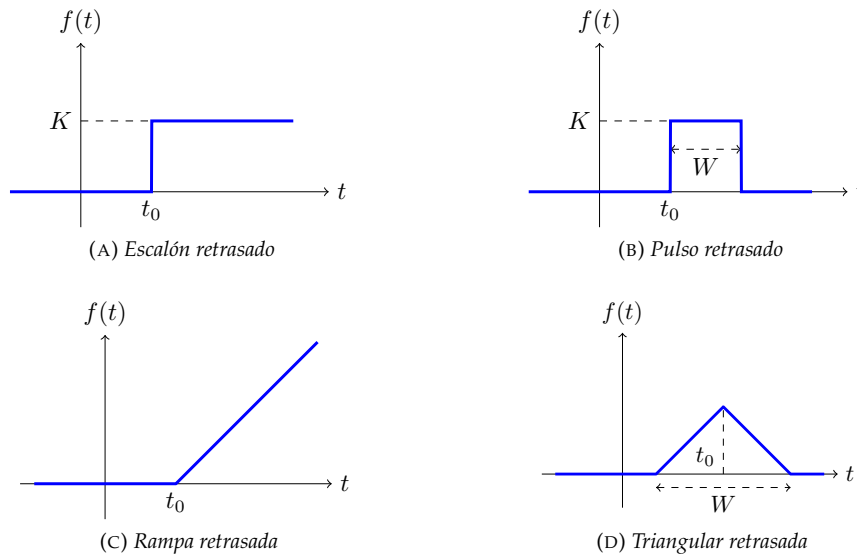 f(t)
K
t
t₀
(A) Escalón retrasado
f(t)
K
W
t₀
(B) Pulso retrasado
f(t)
t
t₀
(C) Rampa retrasada
f(t)
t₀
t
W
(D) Triangular retrasada